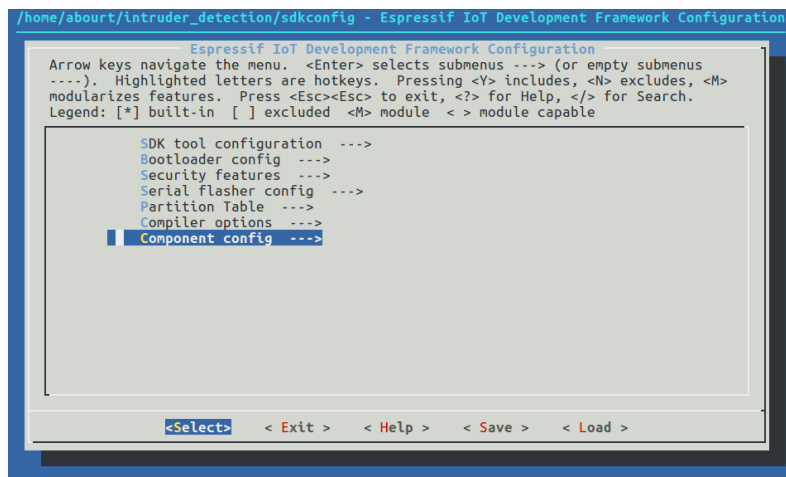 /home/abourt/intruder_detection/sdkconfig - Espressif IoT Development Framework Configuration
Espressif IoT Development Framework Configuration
Arrow keys navigate the menu.  <Enter> selects submenus ---> (or empty submenus
----).  Highlighted letters are hotkeys.  Pressing <Y> includes, <N> excludes, <M>
modularizes features.  Press <Esc><Esc> to exit, <?> for Help, </> for Search.
Legend: [*] built-in  [ ] excluded  <M> module  < > module capable
SDK tool configuration  --->
Bootloader config  --->
Security features  --->
Serial flasher config  --->
Partition Table  --->
Compiler options  --->
Component config  --->
<Select>    < Exit >    < Help >    < Save >    < Load >